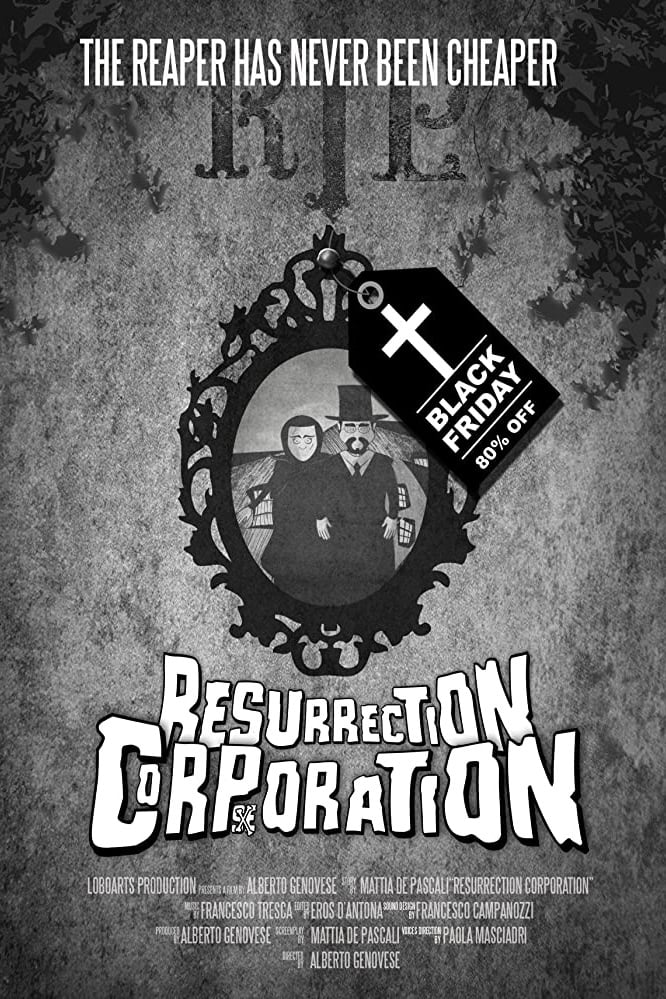 THE REAPER HAS NEVER BEEN CHEAPER
RIP
BLACK
FRIDAY
80% OFF
RESURRECTION
CORPORATION
LOBOARTS PRODUCTION PRESENTS A FILM BY ALBERTO GENOVESE STORY BY MATTIA DE PASCALI "RESURRECTION CORPORATION"
MUSIC BY FRANCESCO TRESCA EDITED BY EROS D'ANTONA SOUND DESIGN BY FRANCESCO CAMPANOZZI
PRODUCED BY ALBERTO GENOVESE SCREENPLAY BY MATTIA DE PASCALI VOICES DIRECTION BY PAOLA MASCIADRI
DIRECTED BY ALBERTO GENOVESE